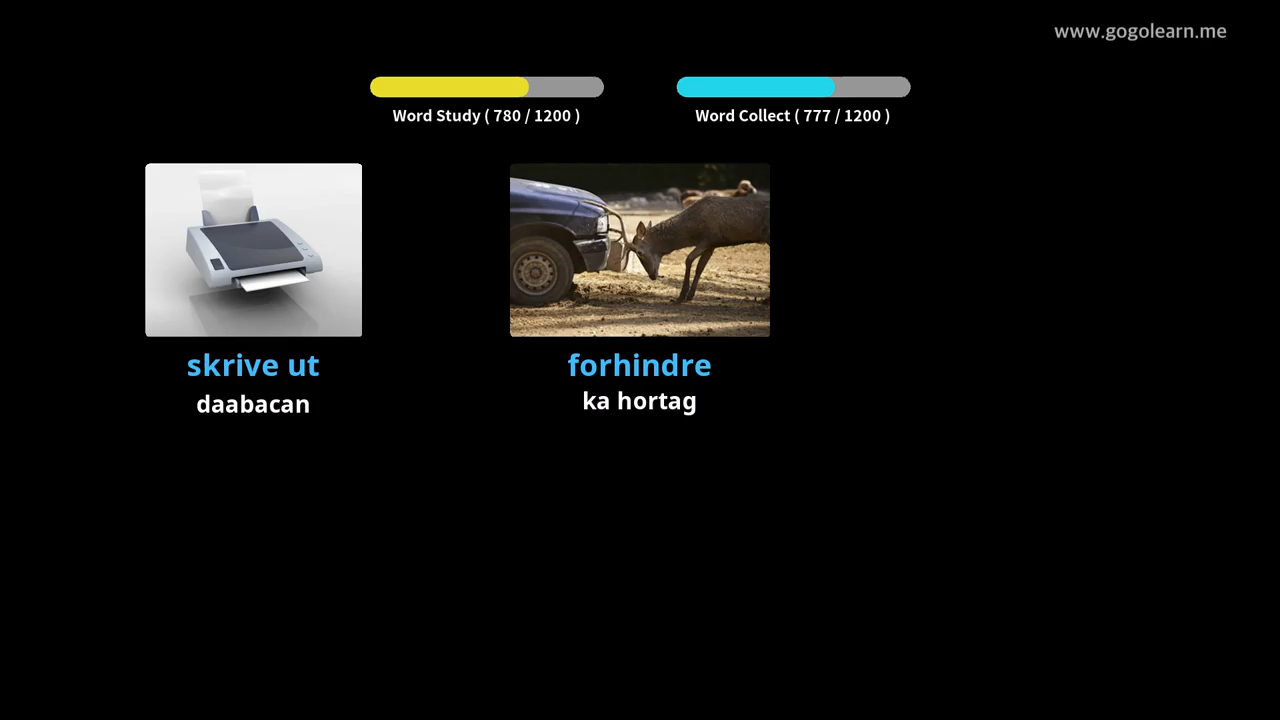 www.gogolearn.me
Word Study ( 780 / 1200 )
Word Collect ( 777 / 1200 )
skrive ut
daabacan
forhindre
ka hortag